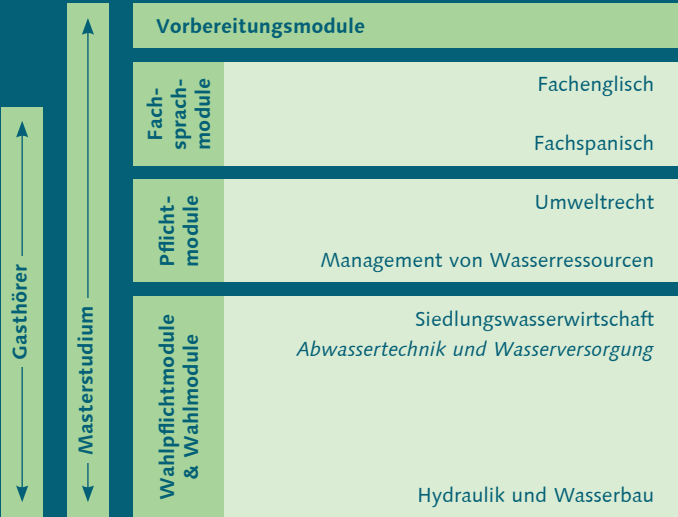 Vorbereitungsmodule
Fach-
sprach-
module
Fachenglisch
Fachspanisch
Pflicht-
module
Umweltrecht
Management von Wasserressourcen
Wahlpflichtmodule
& Wahlmodule
Siedlungswasserwirtschaft
Abwassertechnik und Wasserversorgung
Hydraulik und Wasserbau
Gasthörer
Masterstudium